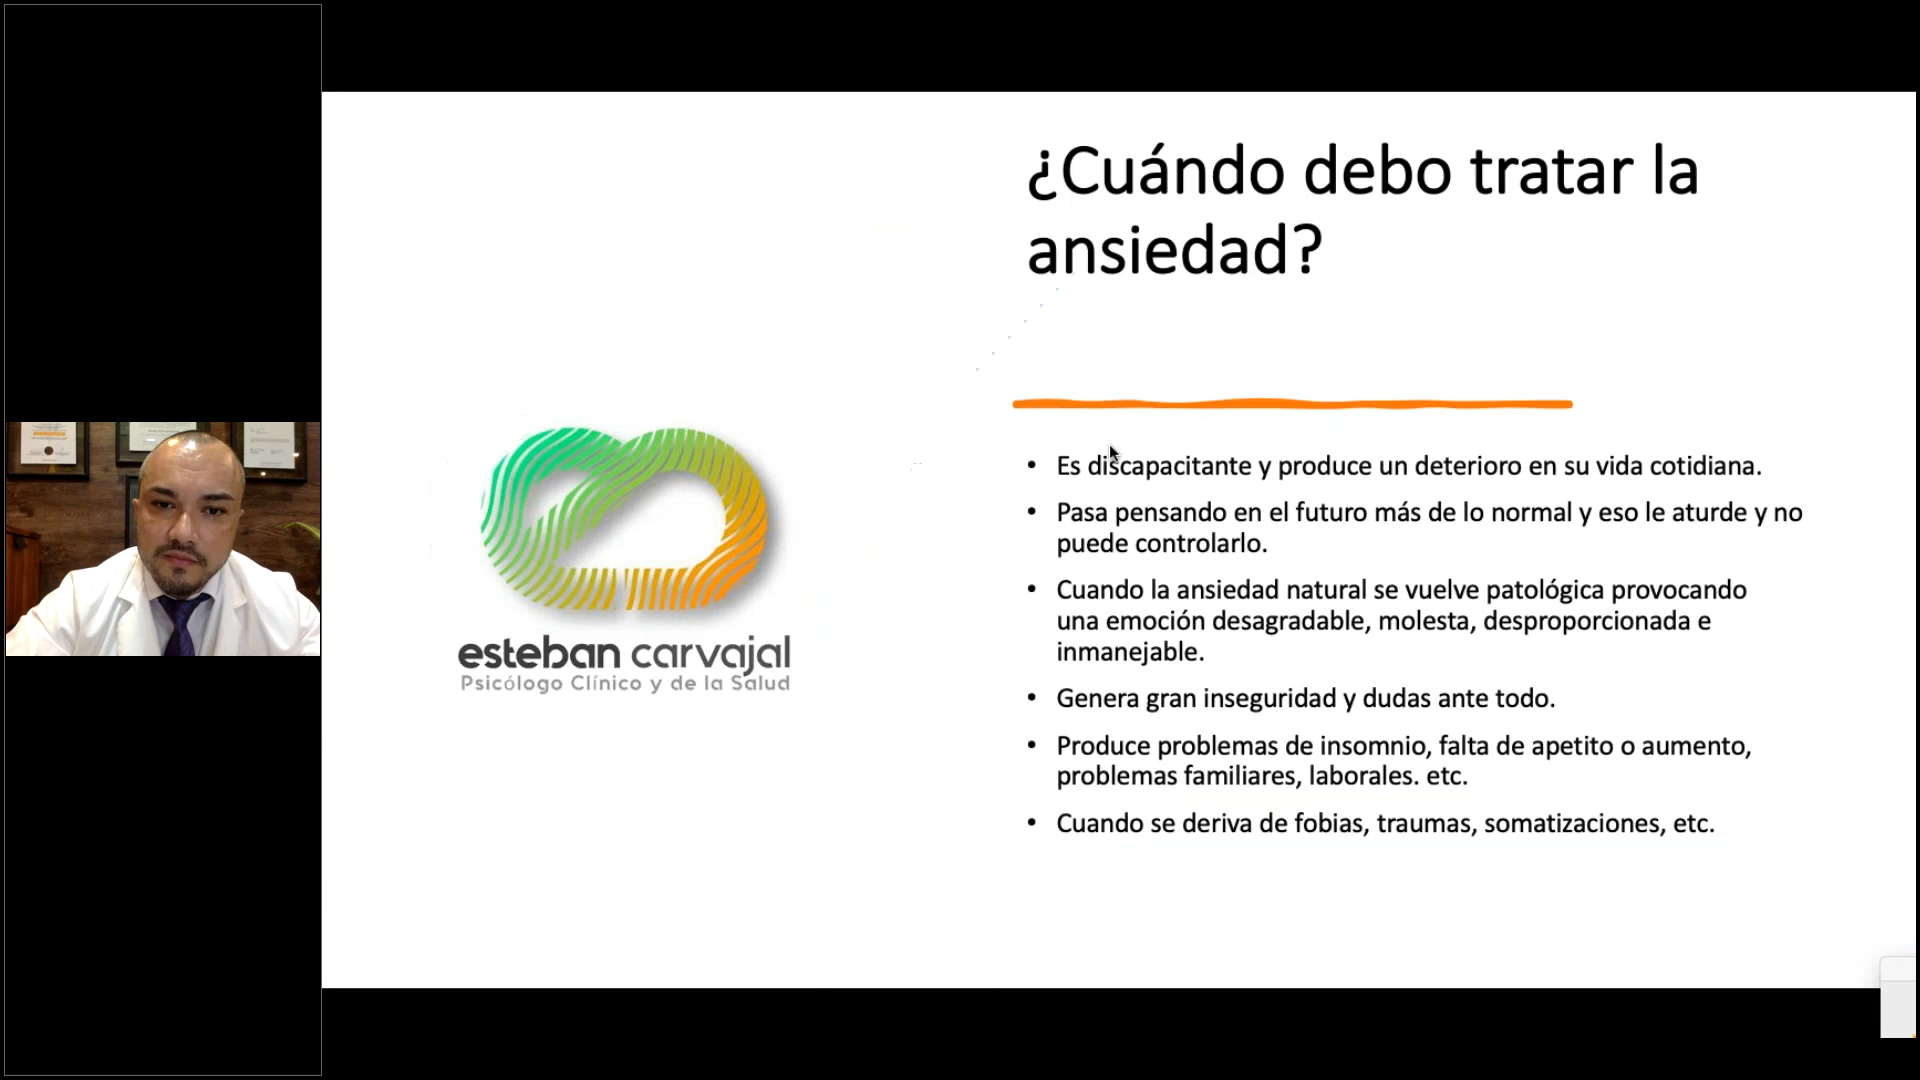 ¿Cuándo debo tratar la
ansiedad?
• Es discapacitante y produce un deterioro en su vida cotidiana.
• Pasa pensando en el futuro más de lo normal y eso le aturde y no
puede controlarlo.
• Cuando la ansiedad natural se vuelve patológica provocando
una emoción desagradable, molesta, desproporcionada e
inmanejable.
• Genera gran inseguridad y dudas ante todo.
• Produce problemas de insomnio, falta de apetito o aumento,
problemas familiares, laborales. etc.
• Cuando se deriva de fobias, traumas, somatizaciones, etc.
esteban carvajal
Psicólogo Clínico y de la Salud